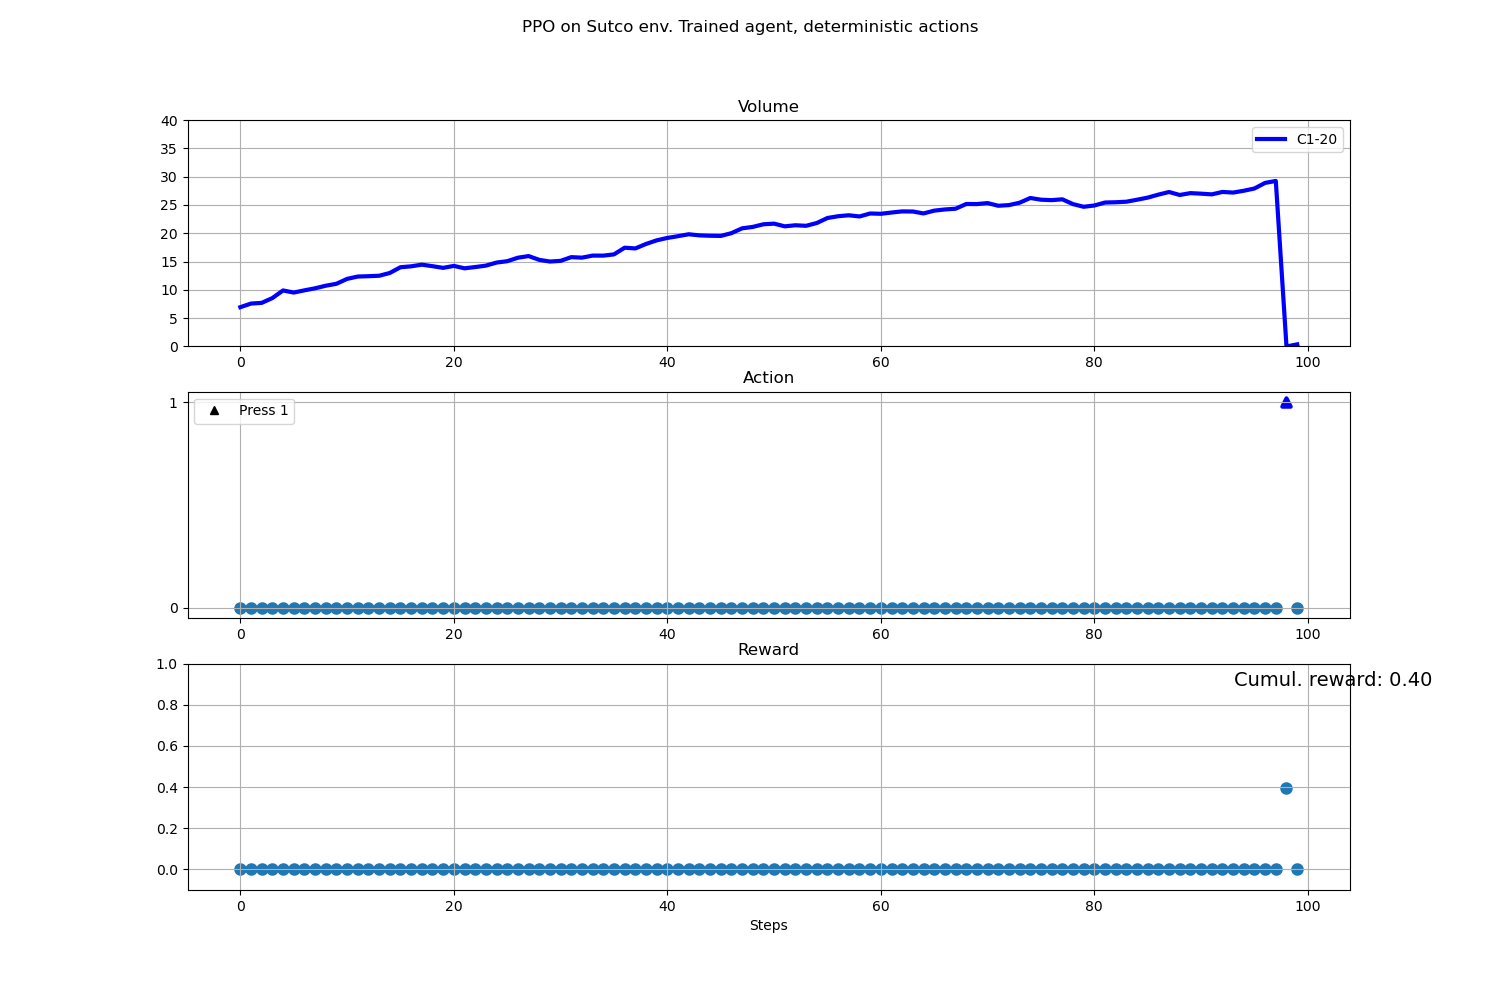 PPO on Sutco env. Trained agent, deterministic actions
Volume
40
35
30
25
20
15
10
5
0
C1-20
0 20 40 60 80 100
Action
1
0
Press 1
0 20 40 60 80 100
Reward
1.0
0.8
0.6
0.4
0.2
0.0
Cumul. reward: 0.40
0 20 40 60 80 100
Steps